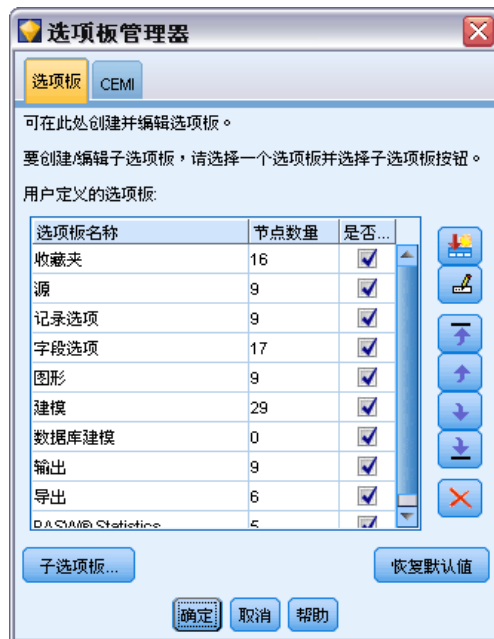 选项板管理器
选项板 CEMI
可在此处创建并编辑选项板。
要创建/编辑子选项板,请选择一个选项板并选择子选项板按钮。
用户定义的选项板:
选项板名称 节点数量 是否...
收藏夹 16
源 9
记录选项 9
字段选项 17
图形 9
建模 29
数据库建模 0
输出 9
导出 6
PASW® Statistics 5
子选项板... 恢复默认值
确定 取消 帮助